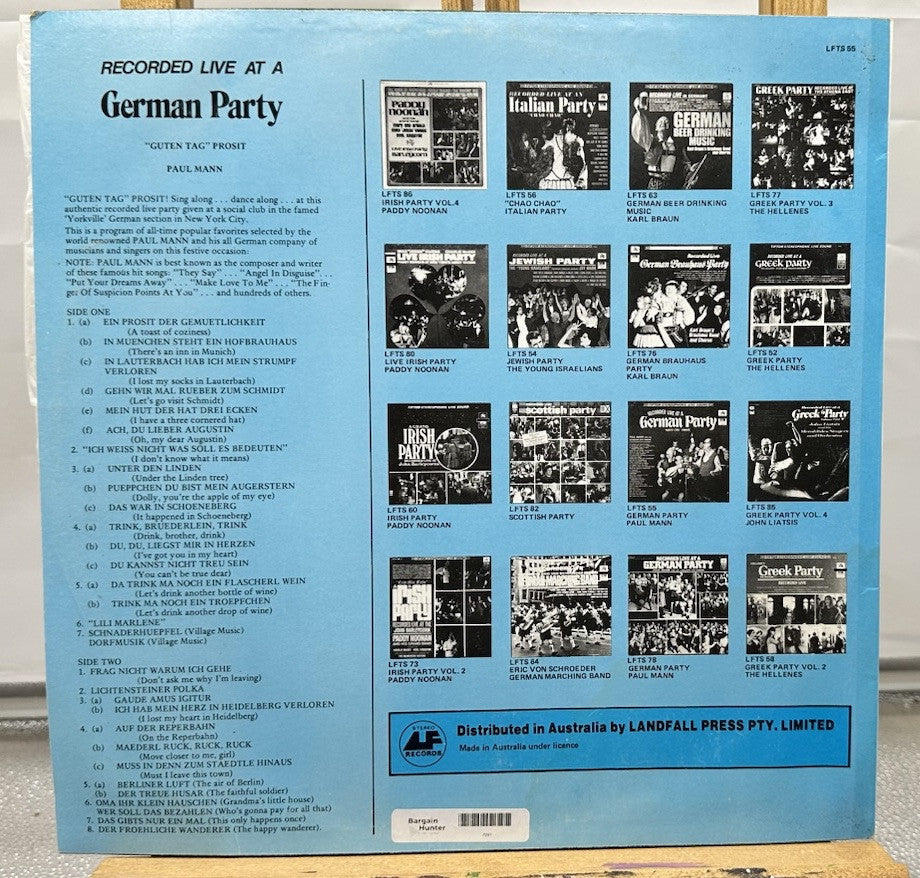 LFTS 55
RECORDED LIVE AT A
German Party
"GUTEN TAG" PROSIT
PAUL MANN
"GUTEN TAG" PROSIT! Sing along . . . dance along . . . at this
authentic recorded live party given at a social club in the famed
'Yorkville' German section in New York City.
This is a program of all-time popular favorites selected by the
world renowned PAUL MANN and his all German company of
musicians and singers on this festive occasion:
NOTE: PAUL MANN is best known as the composer and writer
of these famous hit songs: "They Say" . . . "Angel In Disguise" . . .
"Put Your Dreams Away" . . . "Make Love To Me" . . . "The Fin-
ger Of Suspicion Points At You" . . . and hundreds of others.
SIDE ONE
1. (a) EIN PROSIT DER GEMUETLICHKEIT
(A toast of coziness)
(b) IN MUENCHEN STEHT EIN HOFBRAUHAUS
(There's an inn in Munich)
(c) IN LAUTERBACH HAB ICH MEIN STRUMPF
VERLOREN
(I lost my socks in Lauterbach)
(d) GEHN WIR MAL RUEBER ZUM SCHMIDT
(Let's go visit Schmidt)
(e) MEIN HUT DER HAT DREI ECKEN
(I have a three cornered hat)
(f) ACH, DU LIEBER AUGUSTIN
(Oh, my dear Augustin)
2. "ICH WEISS NICHT WAS SOLL ES BEDEUTEN"
(I don't know what it means)
3. (a) UNTER DEN LINDEN
(Under the Linden tree)
(b) PUEPPCHEN DU BIST MEIN AUGERSTERN
(Dolly, you're the apple of my eye)
(c) DAS WAR IN SCHOENEBERG
(It happened in Schoeneberg)
4. (a) TRINK, BRUEDERLEIN, TRINK
(Drink, brother, drink)
(b) DU, DU, LIEGST MIR IN HERZEN
(I've got you in my heart)
(c) DU KANNST NICHT TREU SEIN
(You can't be true dear)
5. (a) DA TRINK MA NOCH EIN FLASCHERL WEIN
(Let's drink another bottle of wine)
(b) TRINK MA NOCH EIN TROEPFCHEN
(Let's drink another drop of wine)
6. "LILI MARLENE"
7. SCHNADERHUEPFEL (Village Music)
DORFMUSIK (Village Music)
SIDE TWO
1. FRAG NICHT WARUM ICH GEHE
(Don't ask me why I'm leaving)
2. LICHTENSTEINER POLKA
3. (a) GAUDE AMUS IGITUR
(b) ICH HAB MEIN HERZ IN HEIDELBERG VERLOREN
(I lost my heart in Heidelberg)
4. (a) AUF DER REPERBAHN
(On the Reperbahn)
(b) MAEDERL RUCK, RUCK, RUCK
(Move closer to me, girl)
(c) MUSS IN DENN ZUM STAEDTLE HINAUS
(Must I leave this town)
5. (a) BERLINER LUFT (The air of Berlin)
(b) DER TREUE HUSAR (The faithful soldier)
6. OMA IHR KLEIN HAUSCHEN (Grandma's little house)
WER SOLL DAS BEZAHLEN (Who's gonna pay for all that)
7. DAS GIBTS NUR EIN MAL (This only happens once)
8. DER FROEHLICHE WANDERER (The happy wanderer).
PADDY
NOONAN
RECORDED LIVE AT AN
Italian Party
"CHAO CHAO"
GERMAN
BEER DRINKING
MUSIC
GREEK PARTY
LFTS 86
IRISH PARTY VOL.4
PADDY NOONAN
LFTS 56
"CHAO CHAO"
ITALIAN PARTY
LFTS 63
GERMAN BEER DRINKING
MUSIC
KARL BRAUN
LFTS 77
GREEK PARTY VOL. 3
THE HELLENES
LIVE IRISH PARTY
JEWISH PARTY
German Brauhaus Party
GREEK PARTY
LFTS 80
LIVE IRISH PARTY
PADDY NOONAN
LFTS 54
JEWISH PARTY
THE YOUNG ISRAELIANS
LFTS 76
GERMAN BRAUHAUS
PARTY
KARL BRAUN
LFTS 52
GREEK PARTY
THE HELLENES
IRISH
PARTY
scottish party
German Party
Greek Party
LFTS 60
IRISH PARTY
PADDY NOONAN
LFTS 82
SCOTTISH PARTY
LFTS 55
GERMAN PARTY
PAUL MANN
LFTS 85
GREEK PARTY VOL. 4
JOHN LIATSIS
GERMAN PARTY
Greek Party
LFTS 73
IRISH PARTY VOL. 2
PADDY NOONAN
LFTS 64
ERIC VON SCHROEDER
GERMAN MARCHING BAND
LFTS 78
GERMAN PARTY
PAUL MANN
LFTS 58
GREEK PARTY VOL. 2
THE HELLENES
STEREO
LF
RECORDS
Distributed in Australia by LANDFALL PRESS PTY. LIMITED
Made in Australia under licence
Bargain
Hunter